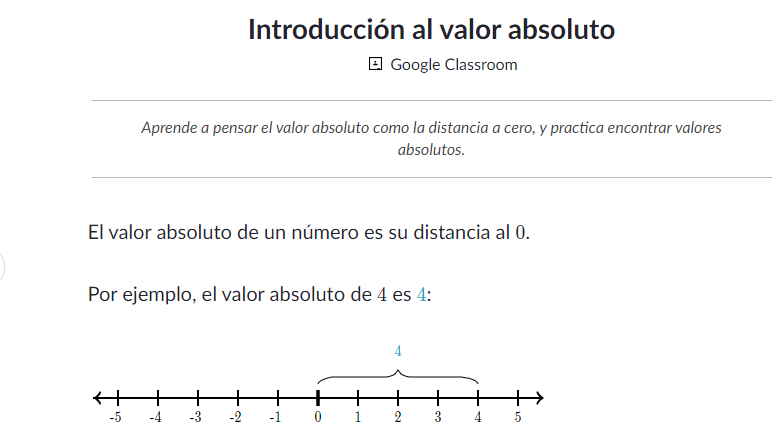 Introducción al valor absoluto
Google Classroom
Aprende a pensar el valor absoluto como la distancia a cero, y practica encontrar valores
absolutos.
El valor absoluto de un número es su distancia al 0.
Por ejemplo, el valor absoluto de 4 es 4:
4
-5 -4 -3 -2 -1 0 1 2 3 4 5